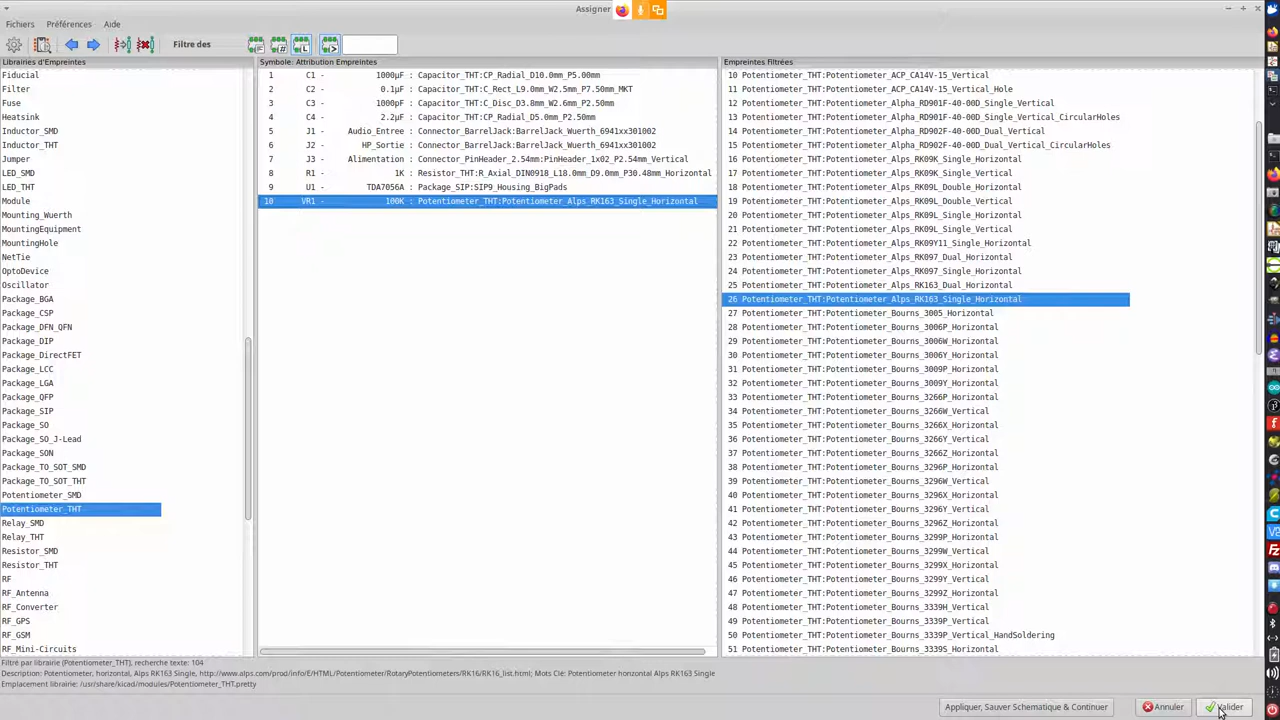 Assigner
Fichiers Préférences Aide
Filtre des
Librairies d'Empreintes
Fiducial
Filter
Fuse
Heatsink
Inductor_SMD
Inductor_THT
Jumper
LED_SMD
LED_THT
Module
Mounting_Wuerth
MountingEquipment
MountingHole
NetTie
OptoDevice
Oscillator
Package_BGA
Package_CSP
Package_DFN_QFN
Package_DIP
Package_DirectFET
Package_LCC
Package_LGA
Package_QFP
Package_SIP
Package_SO
Package_SO_J-Lead
Package_SON
Package_TO_SOT_SMD
Package_TO_SOT_THT
Potentiometer_SMD
Potentiometer_THT
Relay_SMD
Relay_THT
Resistor_SMD
Resistor_THT
RF
RF_Antenna
RF_Converter
RF_GPS
RF_GSM
RF_Mini-Circuits
Symbole: Attribution Empreintes
1 C1 - 1000µF : Capacitor_THT:CP_Radial_D10.0mm_P5.00mm
2 C2 - 0.1µF : Capacitor_THT:C_Rect_L9.0mm_W2.5mm_P7.50mm_MKT
3 C3 - 1000pF : Capacitor_THT:C_Disc_D3.8mm_W2.6mm_P2.50mm
4 C4 - 2.2µF : Capacitor_THT:CP_Radial_D5.0mm_P2.50mm
5 J1 - Audio_Entree : Connector_BarrelJack:BarrelJack_Wuerth_6941xx301002
6 J2 - HP_Sortie : Connector_BarrelJack:BarrelJack_Wuerth_6941xx301002
7 J3 - Alimentation : Connector_PinHeader_2.54mm:PinHeader_1x02_P2.54mm_Vertical
8 R1 - 1K : Resistor_THT:R_Axial_DIN0918_L18.0mm_D9.0mm_P30.48mm_Horizontal
9 U1 - TDA7056A : Package_SIP:SIP9_Housing_BigPads
10 VR1 - 100K : Potentiometer_THT:Potentiometer_Alps_RK163_Single_Horizontal
Empreintes Filtrées
10 Potentiometer_THT:Potentiometer_ACP_CA14V-15_Vertical
11 Potentiometer_THT:Potentiometer_ACP_CA14V-15_Vertical_Hole
12 Potentiometer_THT:Potentiometer_Alpha_RD901F-40-00D_Single_Vertical
13 Potentiometer_THT:Potentiometer_Alpha_RD901F-40-00D_Single_Vertical_CircularHoles
14 Potentiometer_THT:Potentiometer_Alpha_RD902F-40-00D_Dual_Vertical
15 Potentiometer_THT:Potentiometer_Alpha_RD902F-40-00D_Dual_Vertical_CircularHoles
16 Potentiometer_THT:Potentiometer_Alps_RK09K_Single_Horizontal
17 Potentiometer_THT:Potentiometer_Alps_RK09K_Single_Vertical
18 Potentiometer_THT:Potentiometer_Alps_RK09L_Double_Horizontal
19 Potentiometer_THT:Potentiometer_Alps_RK09L_Double_Vertical
20 Potentiometer_THT:Potentiometer_Alps_RK09L_Single_Horizontal
21 Potentiometer_THT:Potentiometer_Alps_RK09L_Single_Vertical
22 Potentiometer_THT:Potentiometer_Alps_RK09Y11_Single_Horizontal
23 Potentiometer_THT:Potentiometer_Alps_RK097_Dual_Horizontal
24 Potentiometer_THT:Potentiometer_Alps_RK097_Single_Horizontal
25 Potentiometer_THT:Potentiometer_Alps_RK163_Dual_Horizontal
26 Potentiometer_THT:Potentiometer_Alps_RK163_Single_Horizontal
27 Potentiometer_THT:Potentiometer_Bourns_3005_Horizontal
28 Potentiometer_THT:Potentiometer_Bourns_3006P_Horizontal
29 Potentiometer_THT:Potentiometer_Bourns_3006W_Horizontal
30 Potentiometer_THT:Potentiometer_Bourns_3006Y_Horizontal
31 Potentiometer_THT:Potentiometer_Bourns_3009P_Horizontal
32 Potentiometer_THT:Potentiometer_Bourns_3009Y_Horizontal
33 Potentiometer_THT:Potentiometer_Bourns_3266P_Horizontal
34 Potentiometer_THT:Potentiometer_Bourns_3266W_Vertical
35 Potentiometer_THT:Potentiometer_Bourns_3266X_Horizontal
36 Potentiometer_THT:Potentiometer_Bourns_3266Y_Vertical
37 Potentiometer_THT:Potentiometer_Bourns_3266Z_Horizontal
38 Potentiometer_THT:Potentiometer_Bourns_3296P_Horizontal
39 Potentiometer_THT:Potentiometer_Bourns_3296W_Vertical
40 Potentiometer_THT:Potentiometer_Bourns_3296X_Horizontal
41 Potentiometer_THT:Potentiometer_Bourns_3296Y_Vertical
42 Potentiometer_THT:Potentiometer_Bourns_3296Z_Horizontal
43 Potentiometer_THT:Potentiometer_Bourns_3299P_Horizontal
44 Potentiometer_THT:Potentiometer_Bourns_3299W_Vertical
45 Potentiometer_THT:Potentiometer_Bourns_3299X_Horizontal
46 Potentiometer_THT:Potentiometer_Bourns_3299Y_Vertical
47 Potentiometer_THT:Potentiometer_Bourns_3299Z_Horizontal
48 Potentiometer_THT:Potentiometer_Bourns_3339H_Vertical
49 Potentiometer_THT:Potentiometer_Bourns_3339P_Vertical
50 Potentiometer_THT:Potentiometer_Bourns_3339P_Vertical_HandSoldering
51 Potentiometer_THT:Potentiometer_Bourns_3339S_Horizontal
Filtré par librairie (Potentiometer_THT), recherche texte: 104
Description: Potentiometer, horizontal, Alps RK163 Single, http://www.alps.com/prod/info/E/HTML/Potentiometer/RotaryPotentiometers/RK16/RK16_list.html; Mots Clé: Potentiometer horizontal Alps RK163 Single
Emplacement librairie: /usr/share/kicad/modules/Potentiometer_THT.pretty
Appliquer, Sauver Schematique & Continuer Annuler Valider